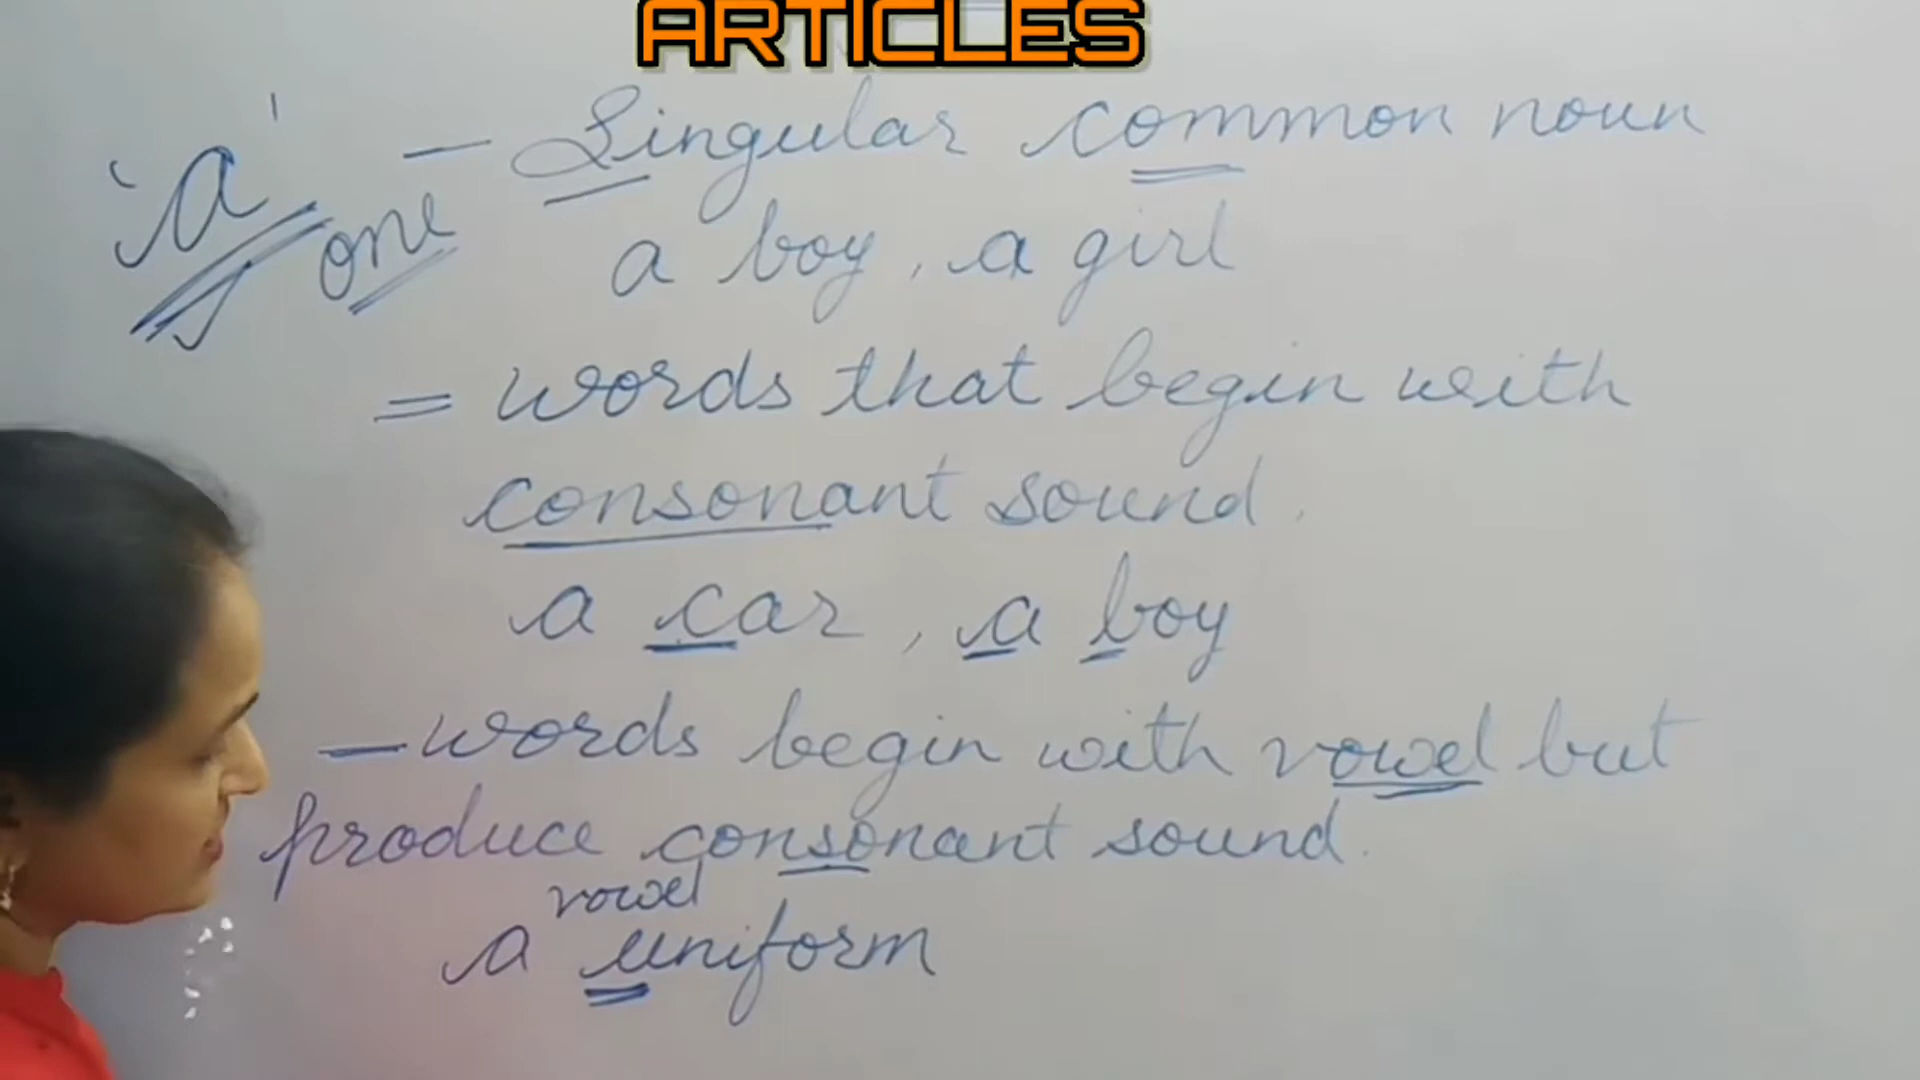 ARTICLES
'a' - Singular common noun
one
a boy, a girl
= words that begin with
consonant sound.
a car, a boy
- words begin with vowel but
produce consonant sound.
vowel
a uniform